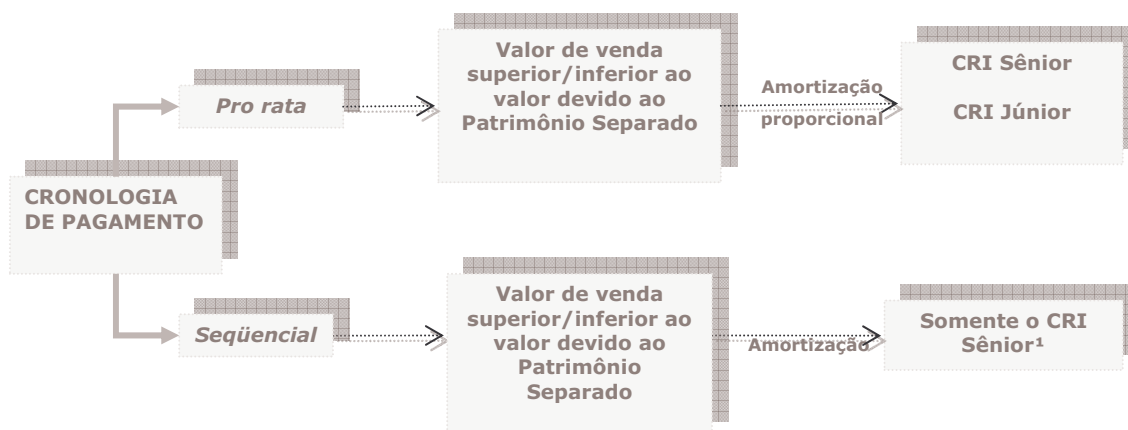 CRONOLOGIA
DE PAGAMENTO
Pro rata
Valor de venda
superior/inferior ao
valor devido ao
Patrimônio Separado
Amortização
proporcional
CRI Sênior
CRI Júnior
Seqüencial
Valor de venda
superior/inferior ao
valor devido ao
Patrimônio
Separado
Amortização
Somente o CRI
Sênior¹